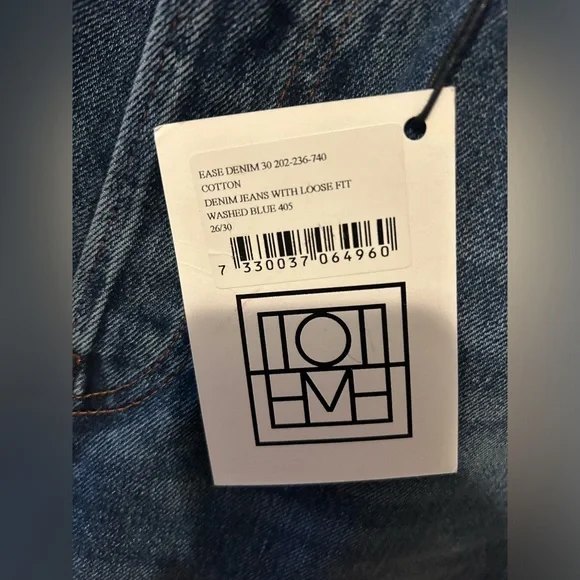 EASE DENIM 30 202-236-740
COTTON
DENIM JEANS WITH LOOSE FIT
WASHED BLUE 405
26/30
7 330037 064960